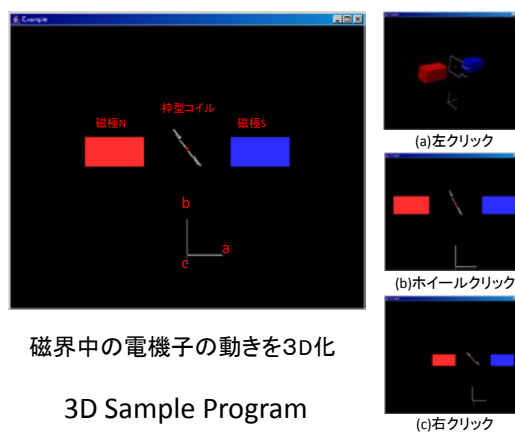 Example
枠型コイル
磁極N
磁極S
b
a
c
磁界中の電機子の動きを3D化
3D Sample Program
(a)左クリック
(b)ホイールクリック
(c)右クリック